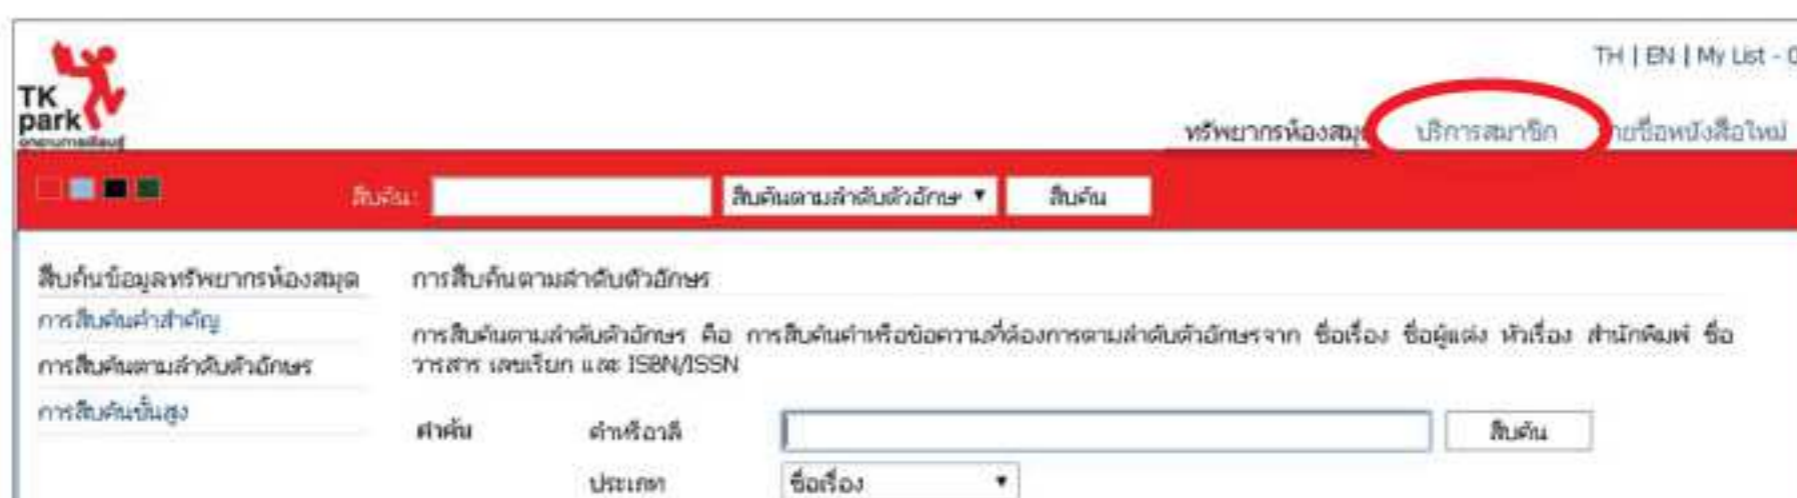 TH | EN | My List - 0
TK
park
อุทยานการเรียนรู้
ทรัพยากรห้องสมุด บริการสมาชิก รายชื่อหนังสือใหม่
สืบค้น: สืบค้นตามลำดับตัวอักษร สืบค้น
สืบค้นข้อมูลทรัพยากรห้องสมุด
การสืบค้นคำสำคัญ
การสืบค้นตามลำดับตัวอักษร
การสืบค้นขั้นสูง
การสืบค้นตามลำดับตัวอักษร
การสืบค้นตามลำดับตัวอักษร คือ การสืบค้นคำหรือข้อความที่ต้องการตามลำดับตัวอักษรจาก ชื่อเรื่อง ชื่อผู้แต่ง หัวเรื่อง สำนักพิมพ์ ชื่อ
วารสาร เลขเรียก และ ISBN/ISSN
คำค้น คำหรือวลี สืบค้น
ประเภท ชื่อเรื่อง